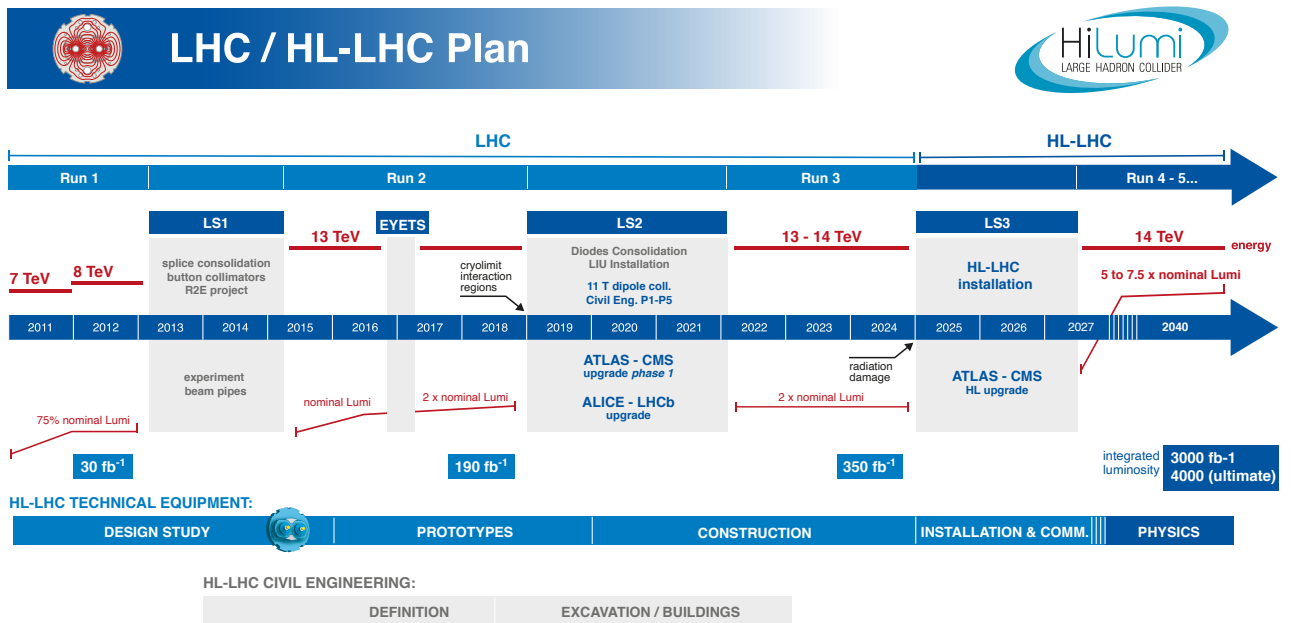 LHC / HL-LHC Plan
HiLumi
LARGE HADRON COLLIDER
LHC
HL-LHC
Run 1
Run 2
Run 3
Run 4 - 5...
LS1
EYETS
LS2
LS3
13 TeV
13 - 14 TeV
14 TeV
energy
splice consolidation
button collimators
R2E project
cryolimit
interaction
regions
Diodes Consolidation
LIU Installation
11 T dipole coll.
Civil Eng. P1-P5
HL-LHC
installation
7 TeV
8 TeV
5 to 7.5 x nominal Lumi
2011
2012
2013
2014
2015
2016
2017
2018
2019
2020
2021
2022
2023
2024
2025
2026
2027
2040
experiment
beam pipes
ATLAS - CMS
upgrade phase 1
ALICE - LHCb
upgrade
radiation
damage
ATLAS - CMS
HL upgrade
75% nominal Lumi
nominal Lumi
2 x nominal Lumi
2 x nominal Lumi
30 fb-1
190 fb-1
350 fb-1
integrated
luminosity
3000 fb-1
4000 (ultimate)
HL-LHC TECHNICAL EQUIPMENT:
DESIGN STUDY
PROTOTYPES
CONSTRUCTION
INSTALLATION & COMM.
PHYSICS
HL-LHC CIVIL ENGINEERING:
DEFINITION
EXCAVATION / BUILDINGS